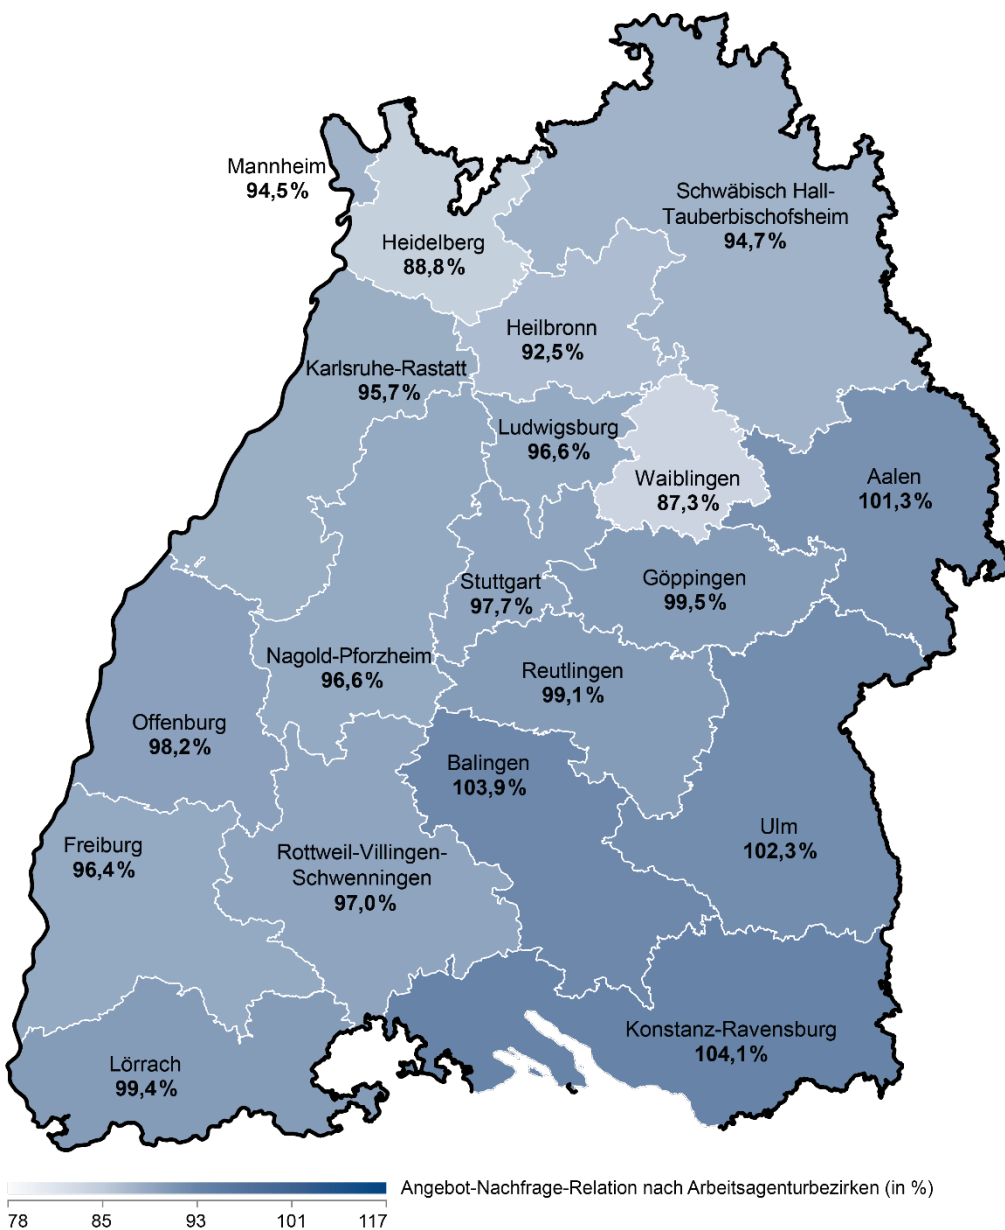 Mannheim
94,5%
Schwäbisch Hall-
Tauberbischofsheim
94,7%
Heidelberg
88,8%
Heilbronn
92,5%
Karlsruhe-Rastatt
95,7%
Ludwigsburg
96,6%
Waiblingen
87,3%
Aalen
101,3%
Stuttgart
97,7%
Göppingen
99,5%
Nagold-Pforzheim
96,6%
Reutlingen
99,1%
Offenburg
98,2%
Balingen
103,9%
Ulm
102,3%
Freiburg
96,4%
Rottweil-Villingen-
Schwenningen
97,0%
Konstanz-Ravensburg
104,1%
Lörrach
99,4%
Angebot-Nachfrage-Relation nach Arbeitsagenturbezirken (in %)
78 85 93 101 117